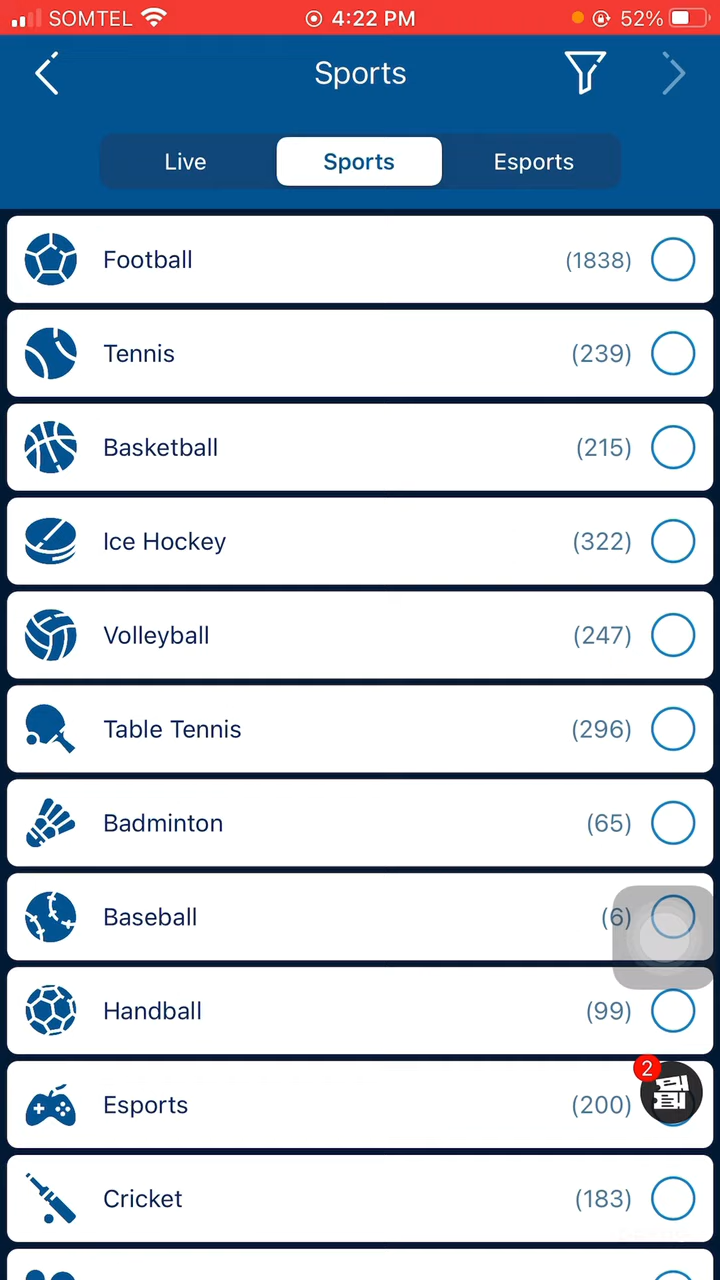 SOMTEL 4:22 PM 52%
Sports
Live Sports Esports
Football (1838)
Tennis (239)
Basketball (215)
Ice Hockey (322)
Volleyball (247)
Table Tennis (296)
Badminton (65)
Baseball (6)
Handball (99)
2
Esports (200)
Cricket (183)